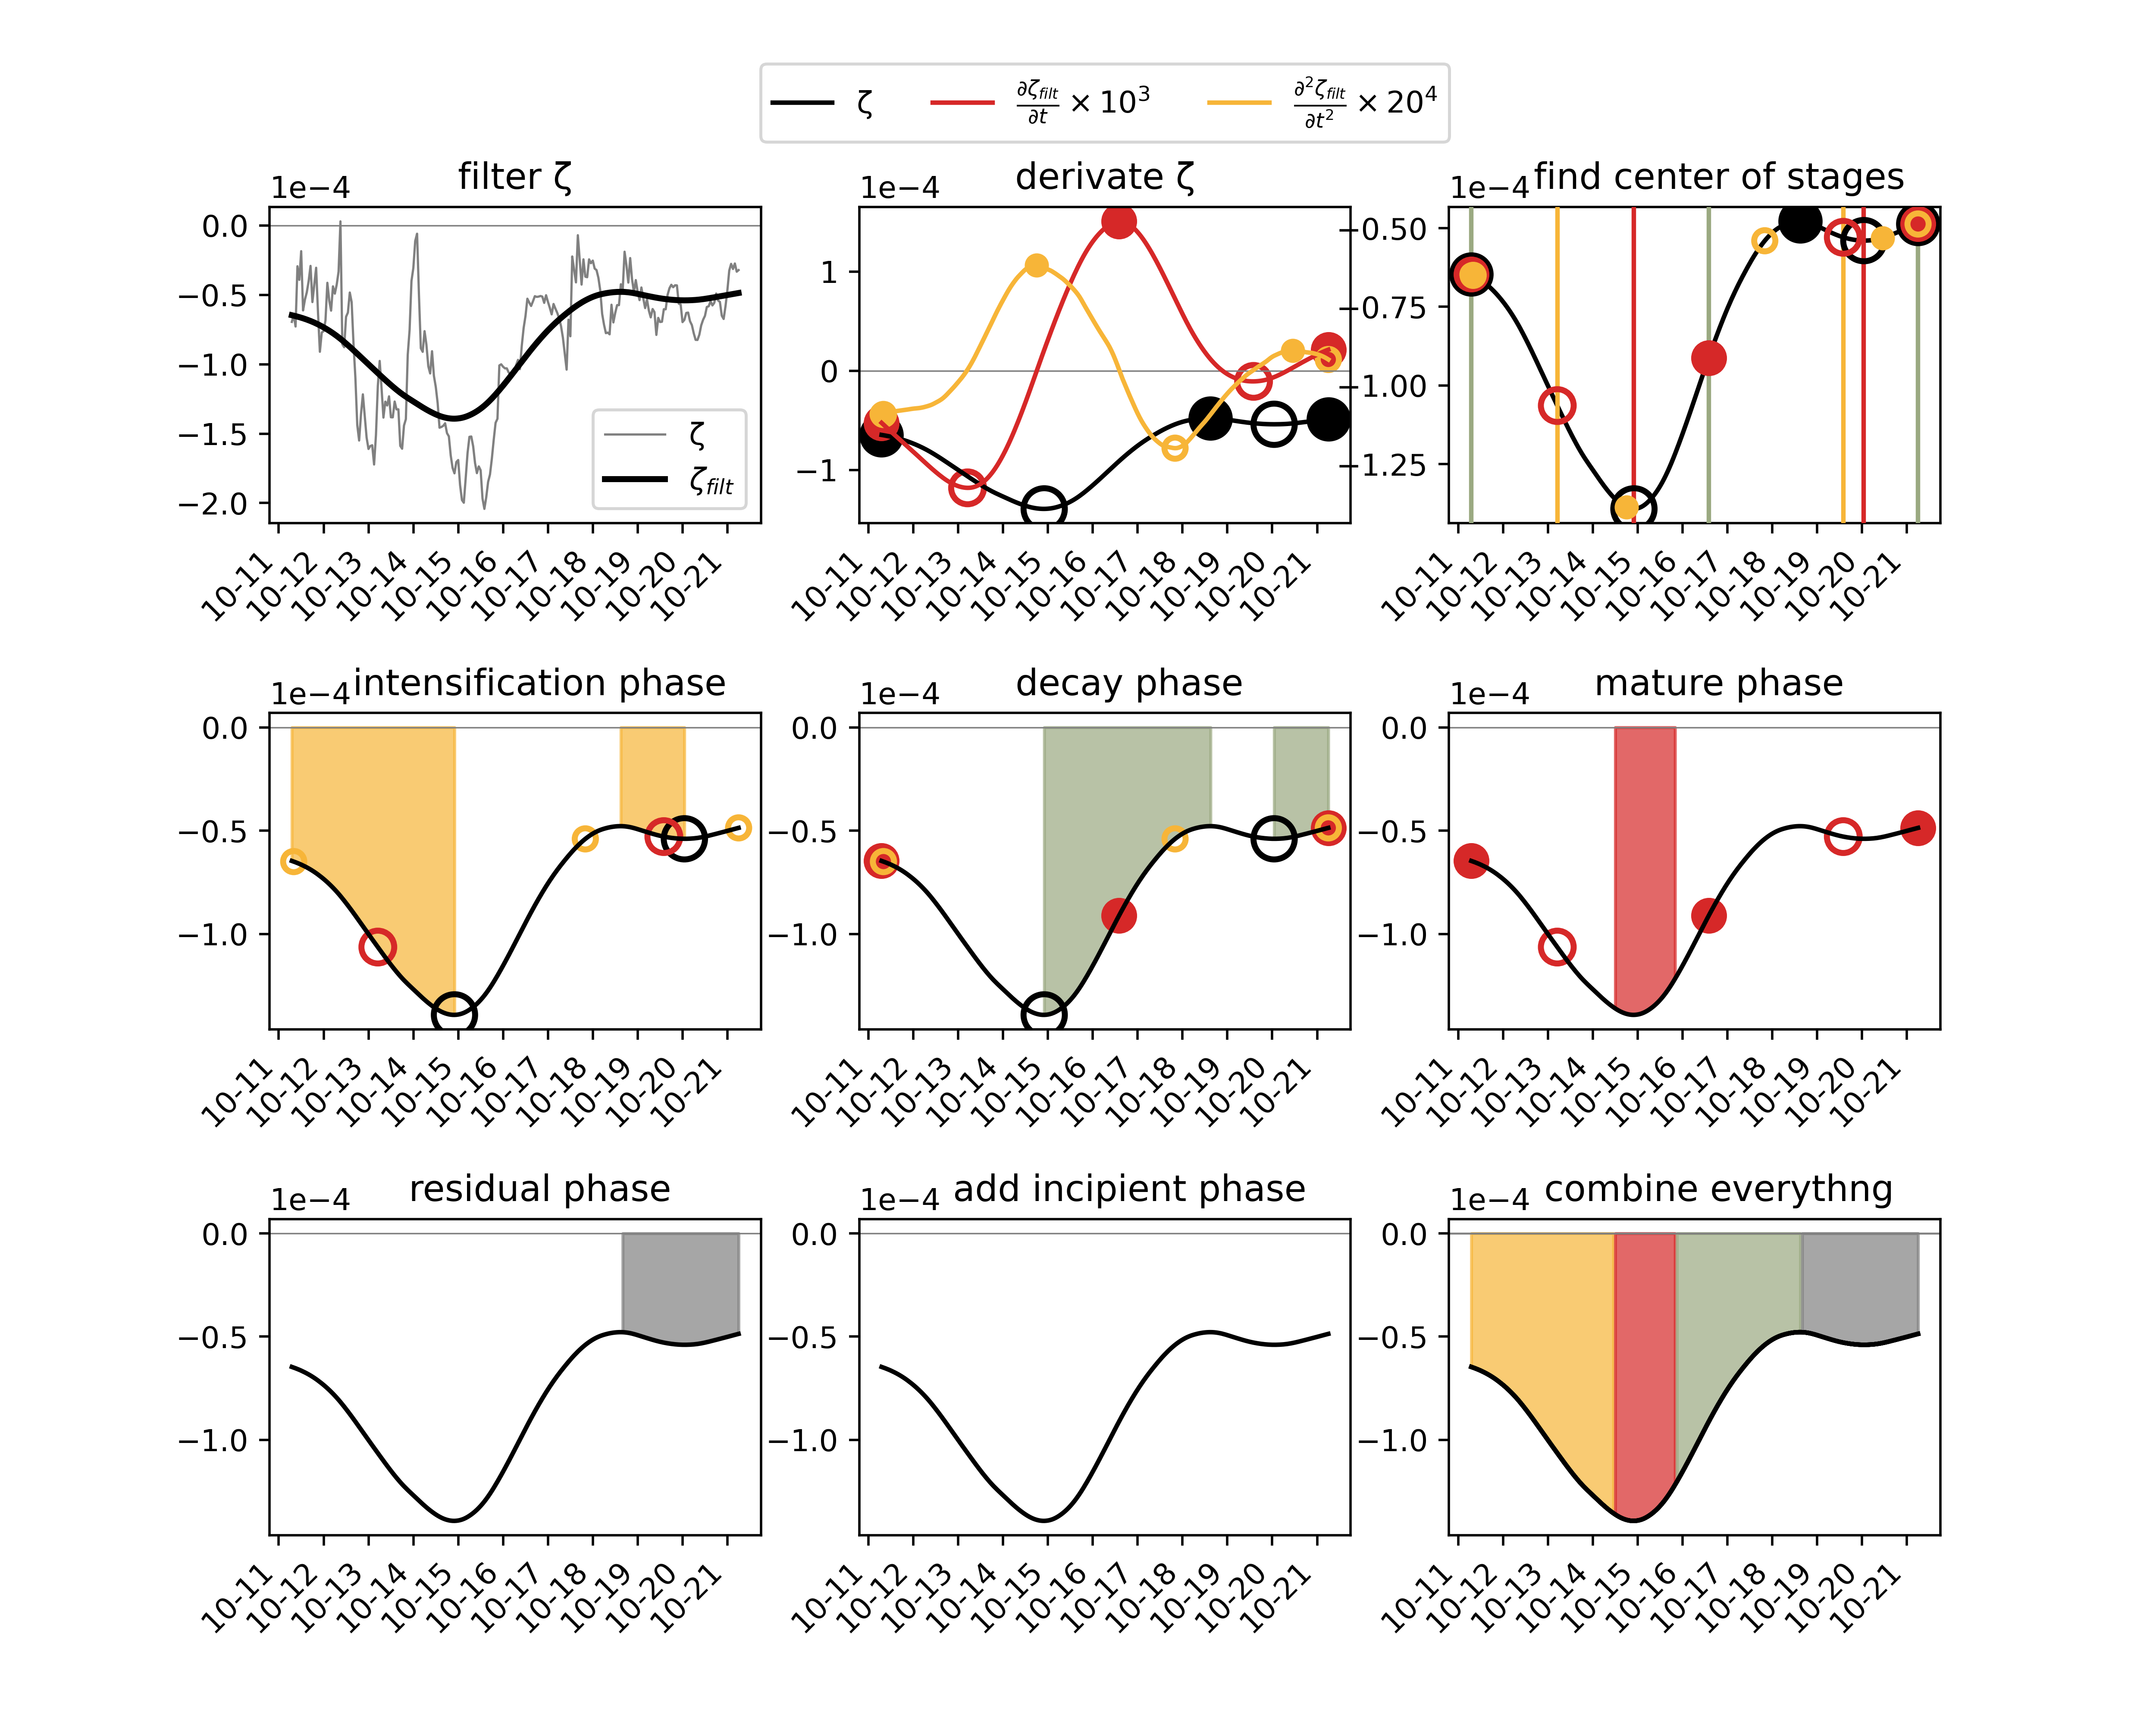 ζ ∂ζ_filt/∂t × 10³ ∂²ζ_filt/∂t² × 20⁴
filter ζ
1e−4
0.0
−0.5
−1.0
−1.5
−2.0
ζ
ζ_filt
10-11 10-12 10-13 10-14 10-15 10-16 10-17 10-18 10-19 10-20 10-21
derivate ζ
1e−4
1
0
−1
10-11 10-12 10-13 10-14 10-15 10-16 10-17 10-18 10-19 10-20 10-21
find center of stages
1e−4
0.50
0.75
1.00
1.25
10-11 10-12 10-13 10-14 10-15 10-16 10-17 10-18 10-19 10-20 10-21
intensification phase
1e−4
0.0
−0.5
−1.0
10-11 10-12 10-13 10-14 10-15 10-16 10-17 10-18 10-19 10-20 10-21
decay phase
1e−4
0.0
−0.5
−1.0
10-11 10-12 10-13 10-14 10-15 10-16 10-17 10-18 10-19 10-20 10-21
mature phase
1e−4
0.0
−0.5
−1.0
10-11 10-12 10-13 10-14 10-15 10-16 10-17 10-18 10-19 10-20 10-21
residual phase
1e−4
0.0
−0.5
−1.0
10-11 10-12 10-13 10-14 10-15 10-16 10-17 10-18 10-19 10-20 10-21
add incipient phase
1e−4
0.0
−0.5
−1.0
10-11 10-12 10-13 10-14 10-15 10-16 10-17 10-18 10-19 10-20 10-21
combine everythng
1e−4
0.0
−0.5
−1.0
10-11 10-12 10-13 10-14 10-15 10-16 10-17 10-18 10-19 10-20 10-21